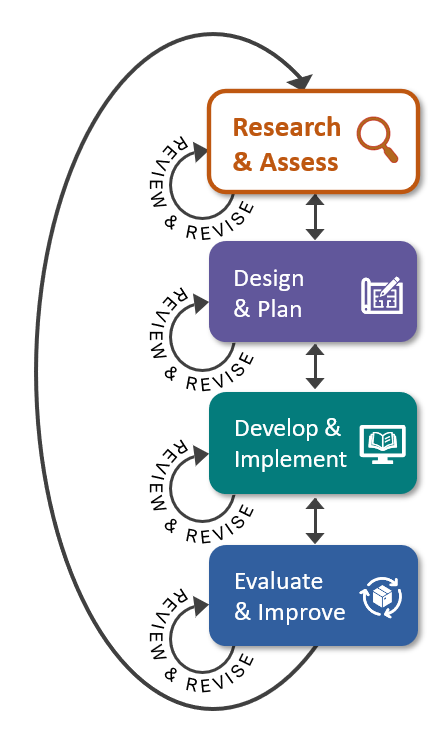 Research
& Assess
REVIEW & REVISE
Design
& Plan
REVIEW & REVISE
Develop &
Implement
REVIEW & REVISE
Evaluate
& Improve
REVIEW & REVISE